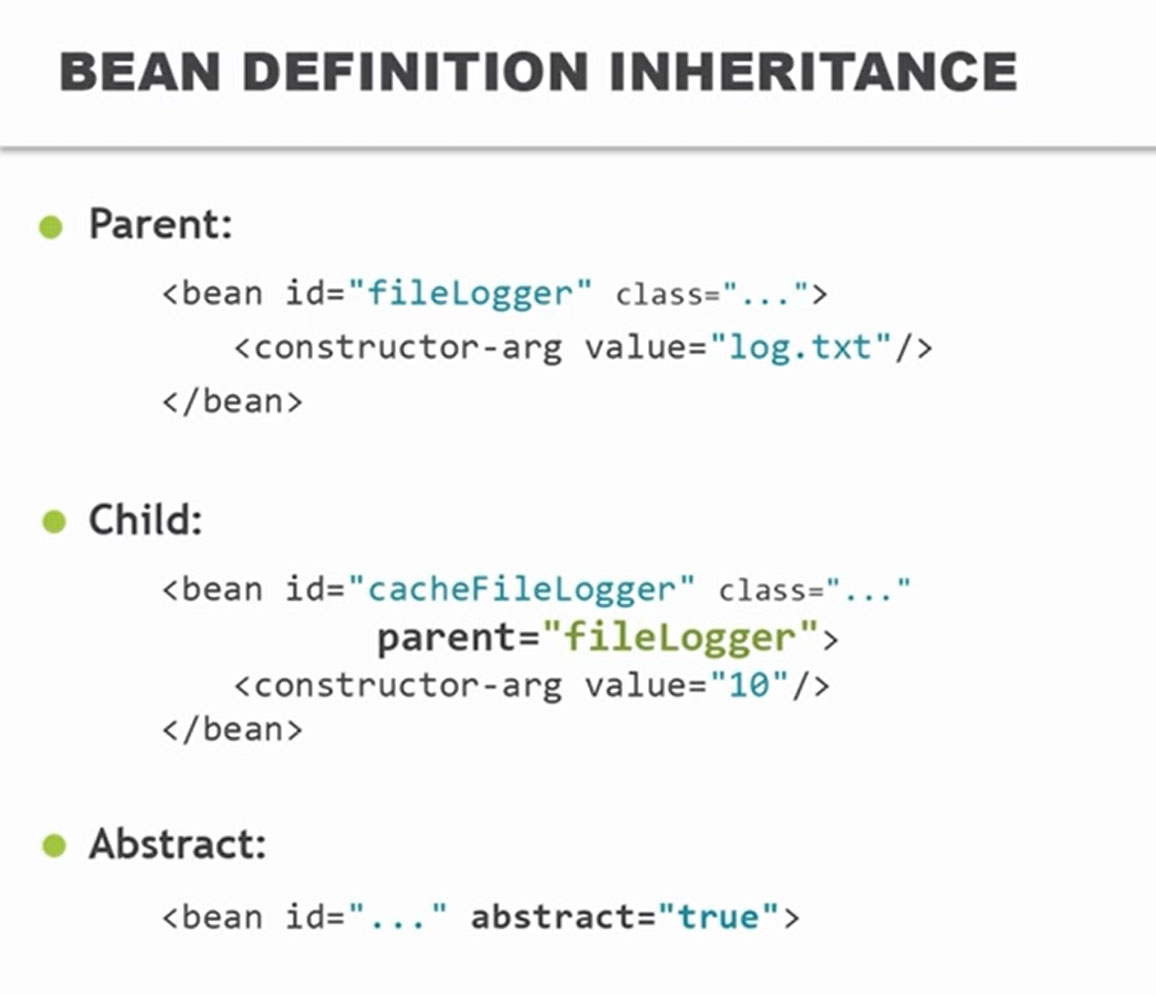 BEAN DEFINITION INHERITANCE
Parent:
<bean id="fileLogger" class="...">
<constructor-arg value="log.txt"/>
</bean>
Child:
<bean id="cacheFileLogger" class="..."
parent="fileLogger">
<constructor-arg value="10"/>
</bean>
Abstract:
<bean id="..." abstract="true">